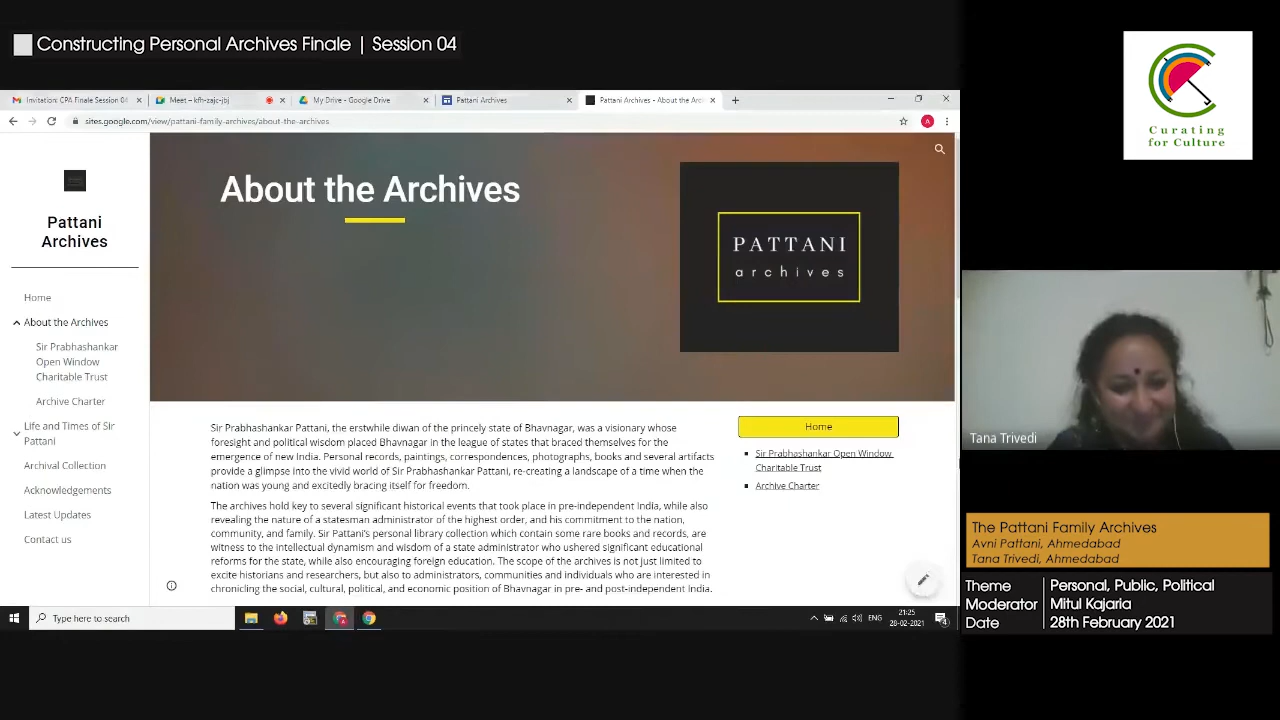 Constructing Personal Archives Finale | Session 04
Invitation: CPA Finale Session 04
Meet – kfh-zajc-jbj
My Drive - Google Drive
Pattani Archives
Pattani Archives - About the Arc
sites.google.com/view/pattani-family-archives/about-the-archives
A
Pattani
Archives
Home
About the Archives
Sir Prabhashankar
Open Window
Charitable Trust
Archive Charter
Life and Times of Sir
Pattani
Archival Collection
Acknowledgements
Latest Updates
Contact us
About the Archives
PATTANI
archives
Sir Prabhashankar Pattani, the erstwhile diwan of the princely state of Bhavnagar, was a visionary whose
foresight and political wisdom placed Bhavnagar in the league of states that braced themselves for the
emergence of new India. Personal records, paintings, correspondences, photographs, books and several artifacts
provide a glimpse into the vivid world of Sir Prabhashankar Pattani, re-creating a landscape of a time when the
nation was young and excitedly bracing itself for freedom.
The archives hold key to several significant historical events that took place in pre-independent India, while also
revealing the nature of a statesman administrator of the highest order, and his commitment to the nation,
community, and family. Sir Pattani's personal library collection which contain some rare books and records, are
witness to the intellectual dynamism and wisdom of a state administrator who ushered significant educational
reforms for the state, while also encouraging foreign education. The scope of the archives is not just limited to
excite historians and researchers, but also to administrators, communities and individuals who are interested in
chronicling the social, cultural, political, and economic position of Bhavnagar in pre- and post-independent India.
Home
Sir Prabhashankar Open Window
Charitable Trust
Archive Charter
Type here to search
ENG
21:25
28-02-2021
4
Curating
for Culture
Tana Trivedi
The Pattani Family Archives
Avni Pattani, Ahmedabad
Tana Trivedi, Ahmedabad
Theme Personal, Public, Political
Moderator Mitul Kajaria
Date 28th February 2021